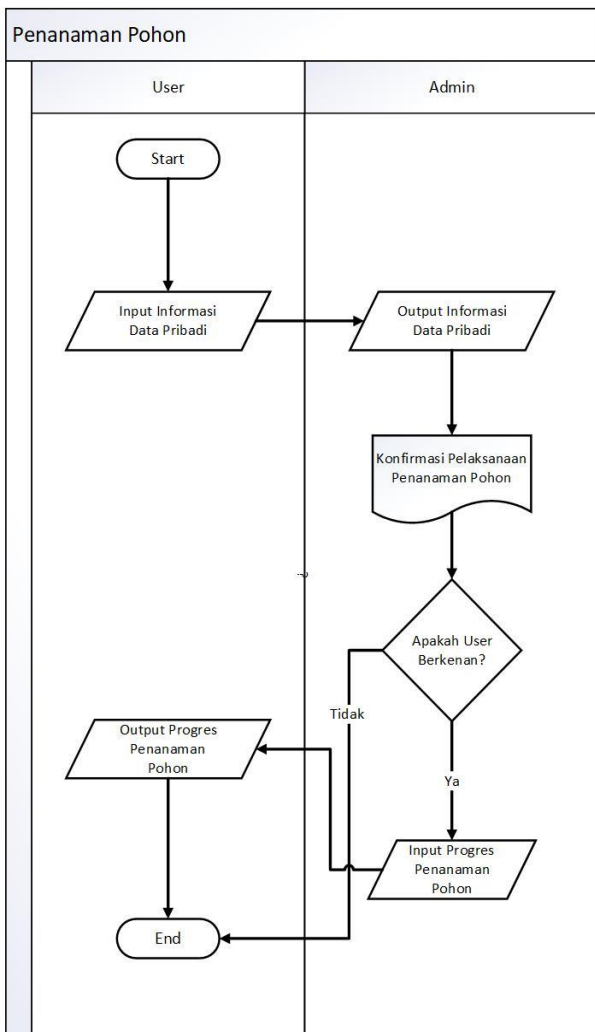 Penanaman Pohon
User
Admin
Start
Input Informasi
Data Pribadi
Output Informasi
Data Pribadi
Konfirmasi Pelaksanaan
Penanaman Pohon
Apakah User
Berkenan?
Tidak
Ya
Output Progres
Penanaman
Pohon
Input Progres
Penanaman
Pohon
End